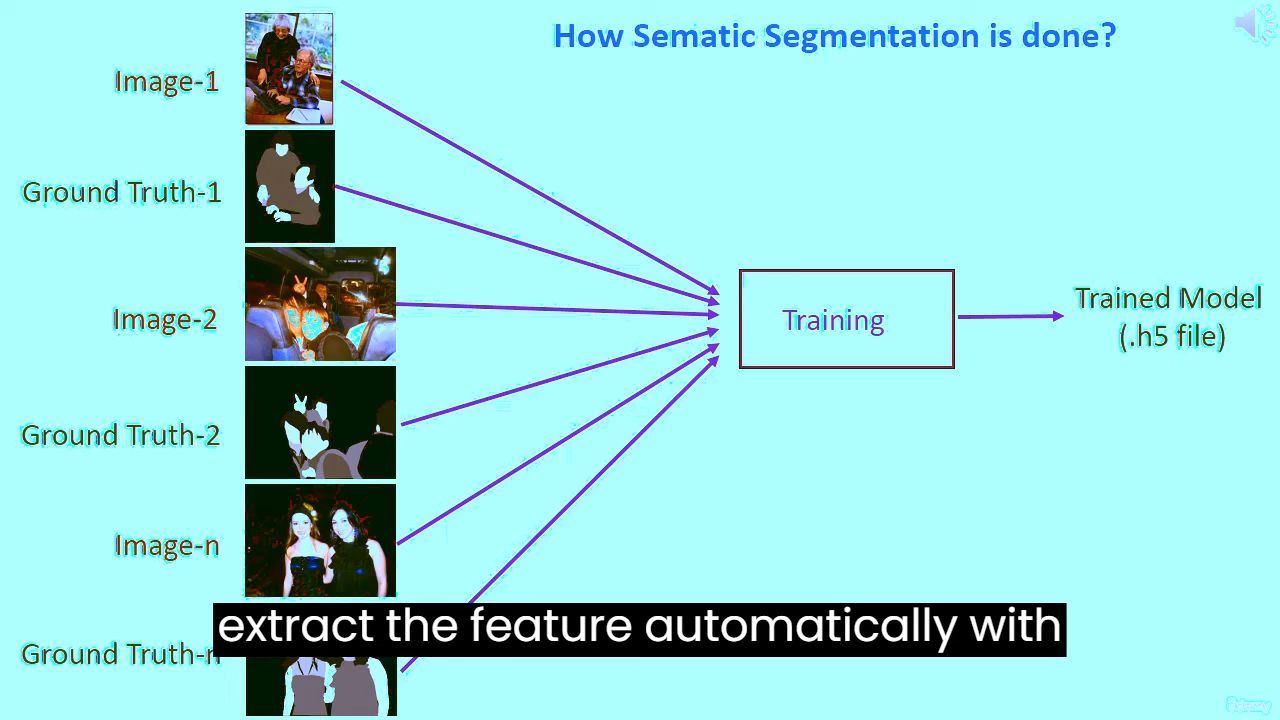 How Sematic Segmentation is done?
Image-1
Ground Truth-1
Image-2
Training
Trained Model
(.h5 file)
Ground Truth-2
Image-n
extract the feature automatically with
Ground Truth-n